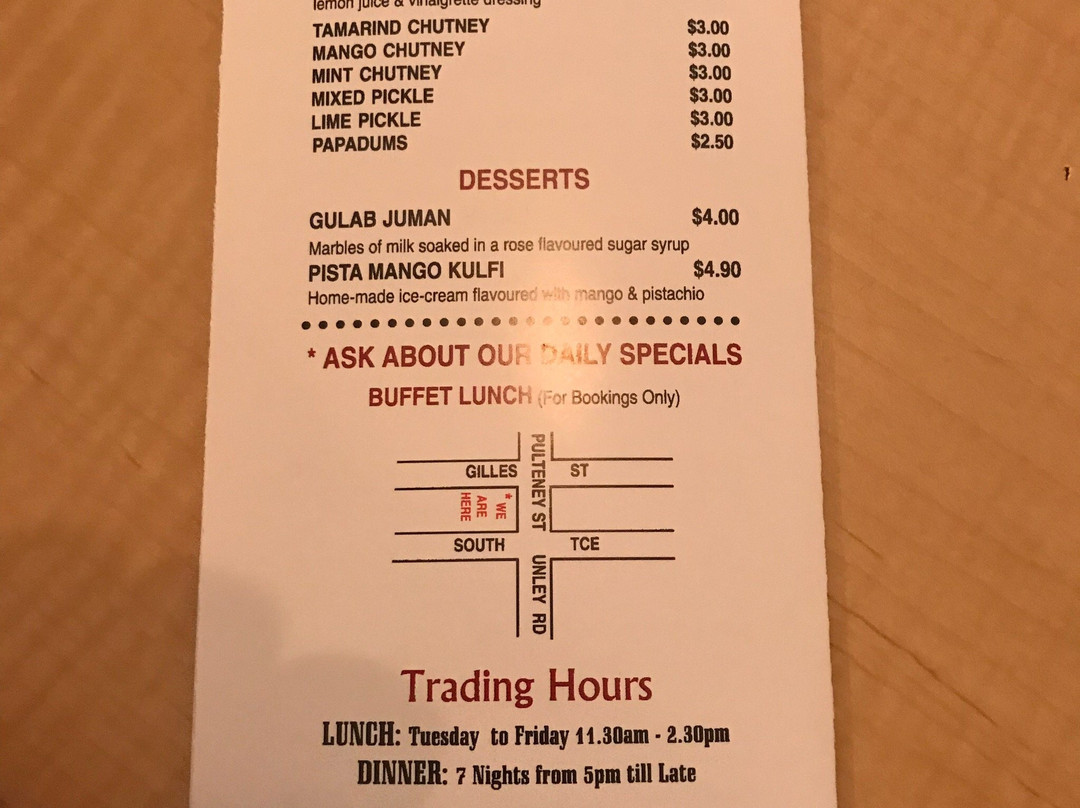 lemon juice & vinaigrette dressing
TAMARIND CHUTNEY $3.00
MANGO CHUTNEY $3.00
MINT CHUTNEY $3.00
MIXED PICKLE $3.00
LIME PICKLE $3.00
PAPADUMS $2.50
DESSERTS
GULAB JUMAN $4.00
Marbles of milk soaked in a rose flavoured sugar syrup
PISTA MANGO KULFI $4.90
Home-made ice-cream flavoured with mango & pistachio
* ASK ABOUT OUR DAILY SPECIALS
BUFFET LUNCH (For Bookings Only)
PULTENEY ST
GILLES ST
* WE
ARE
HERE
SOUTH TCE
UNLEY RD
Trading Hours
LUNCH: Tuesday to Friday 11.30am - 2.30pm
DINNER: 7 Nights from 5pm till Late